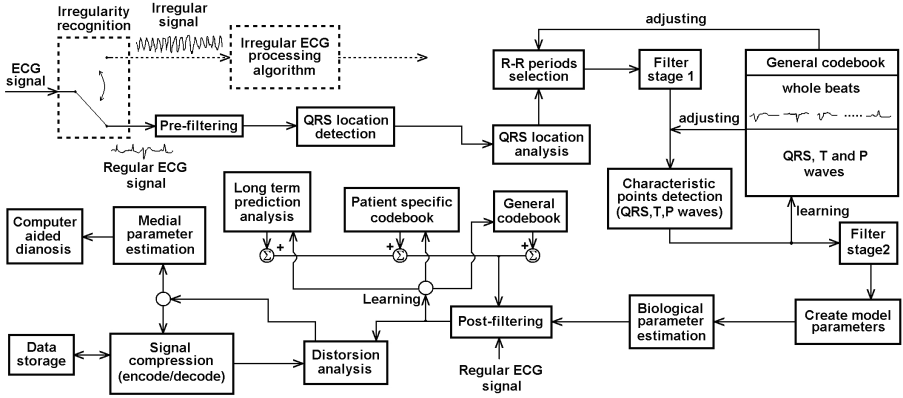 Irregularity
recognition
Irregular
signal
Irregular ECG
processing
algorithm
ECG
signal
Pre-filtering
Regular ECG
signal
QRS location
detection
QRS location
analysis
R-R periods
selection
adjusting
Filter
stage 1
General codebook
whole beats
.....
QRS, T and P
waves
adjusting
Characteristic
points detection
(QRS,T,P waves)
learning
Filter
stage2
Create model
parameters
Biological
parameter
estimation
Post-filtering
Regular ECG
signal
Long term
prediction
analysis
Patient specific
codebook
General
codebook
+
+
+
Σ
Σ
Σ
Learning
Computer
aided
dianosis
Medial
parameter
estimation
Data
storage
Signal
compression
(encode/decode)
Distorsion
analysis